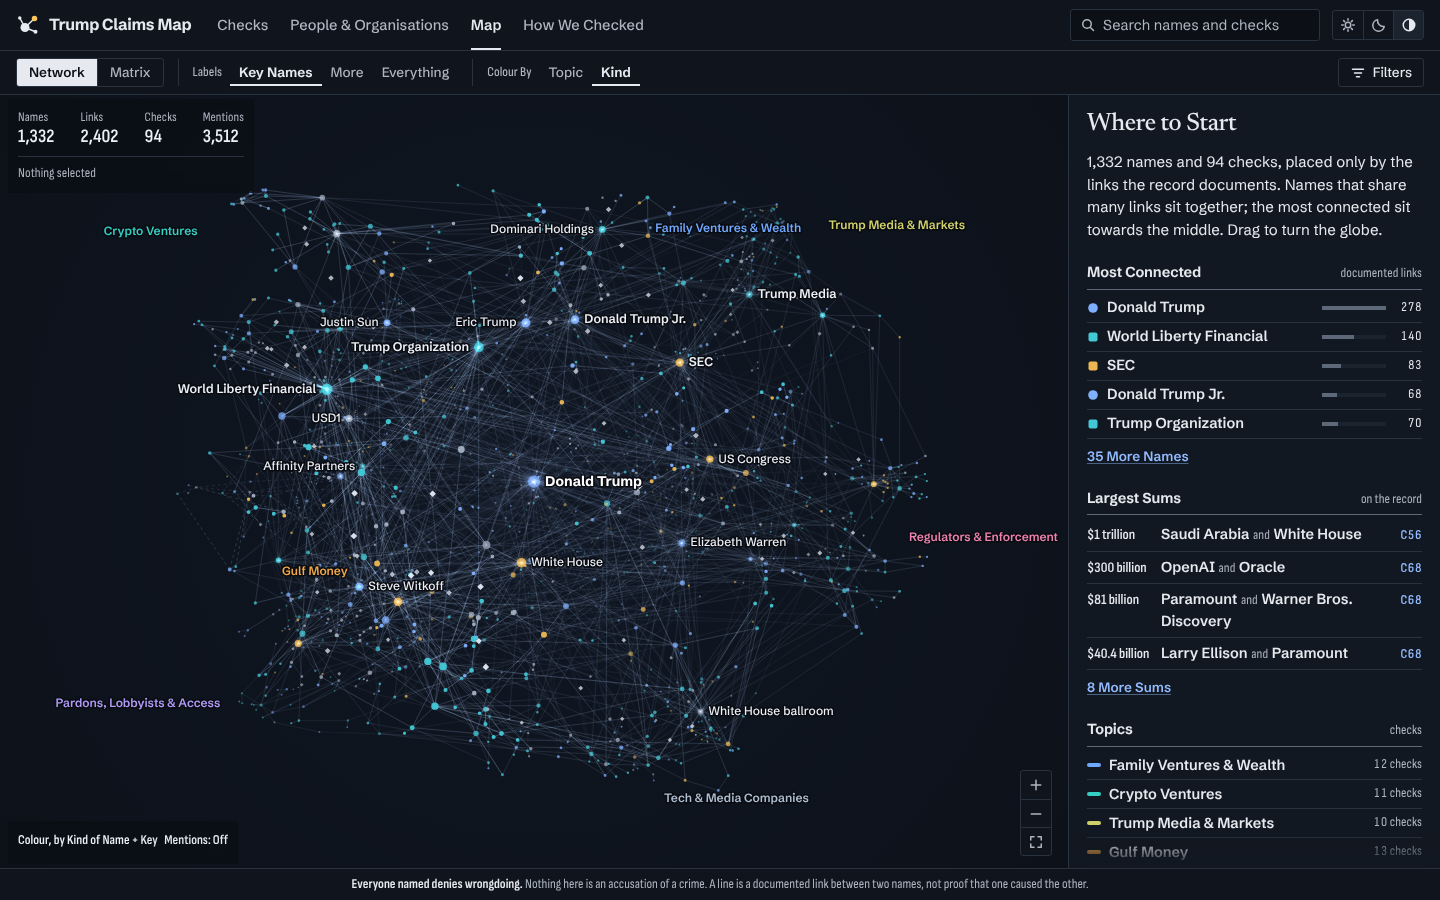 Trump Claims Map
Checks
People & Organisations
Map
How We Checked
Search names and checks
Network
Matrix
Labels
Key Names
More
Everything
Colour By
Topic
Kind
Filters
Names
Links
Checks
Mentions
1,332
2,402
94
3,512
Nothing selected
Crypto Ventures
Dominari Holdings
Family Ventures & Wealth
Trump Media & Markets
Trump Media
Justin Sun
Eric Trump
Donald Trump Jr.
Trump Organization
SEC
World Liberty Financial
USD1
Affinity Partners
US Congress
Donald Trump
Regulators & Enforcement
Elizabeth Warren
White House
Gulf Money
Steve Witkoff
Pardons, Lobbyists & Access
White House ballroom
Tech & Media Companies
Colour, by Kind of Name + Key Mentions: Off
Where to Start
1,332 names and 94 checks, placed only by the
links the record documents. Names that share
many links sit together; the most connected sit
towards the middle. Drag to turn the globe.
Most Connected
documented links
Donald Trump
278
World Liberty Financial
140
SEC
83
Donald Trump Jr.
68
Trump Organization
70
35 More Names
Largest Sums
on the record
$1 trillion
Saudi Arabia and White House
C56
$300 billion
OpenAI and Oracle
C68
$81 billion
Paramount and Warner Bros.
Discovery
C68
$40.4 billion
Larry Ellison and Paramount
C68
8 More Sums
Topics
checks
Family Ventures & Wealth
12 checks
Crypto Ventures
11 checks
Trump Media & Markets
10 checks
Gulf Money
13 checks
Everyone named denies wrongdoing. Nothing here is an accusation of a crime. A line is a documented link between two names, not proof that one caused the other.